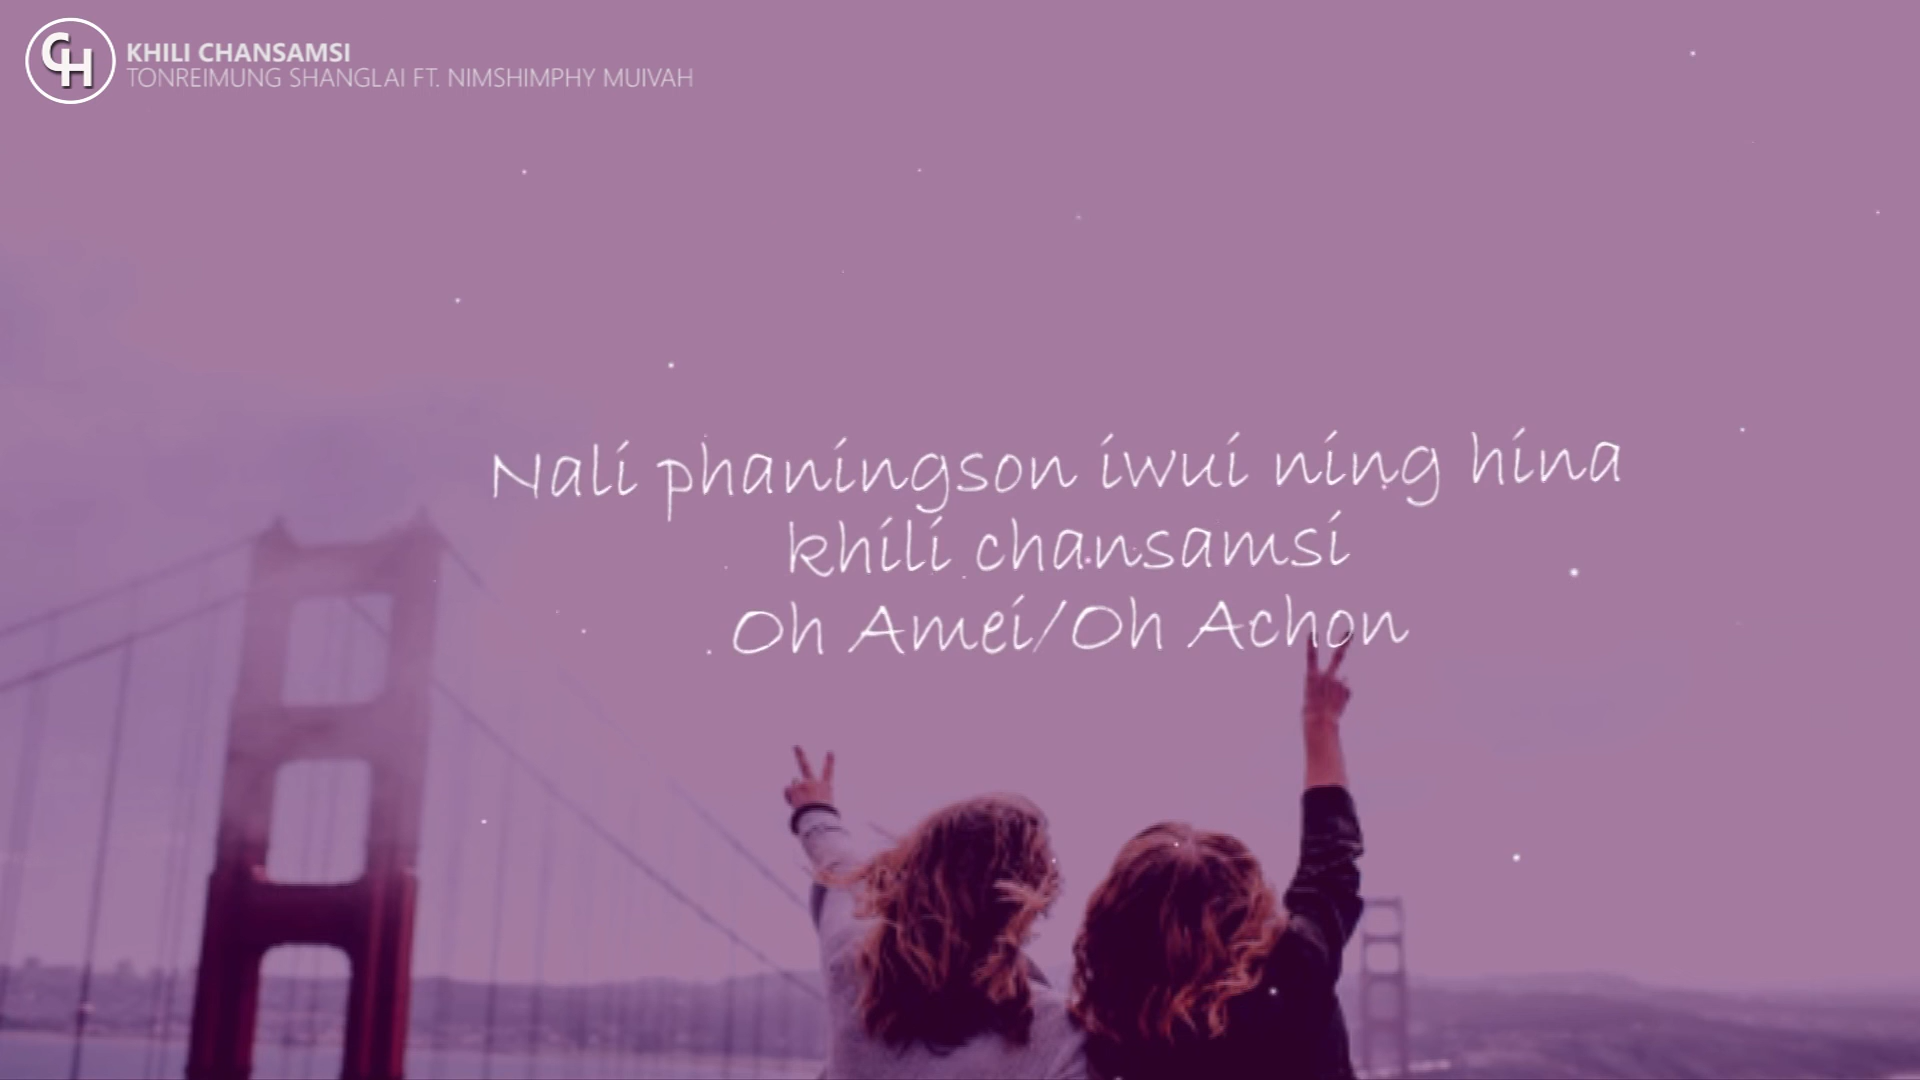 CH
KHILI CHANSAMSI
TONREIMUNG SHANGLAI FT. NIMSHIMPHY MUIVAH
Nali phaningson iwui ning hina
khili chansamsi
Oh Amei/Oh Achon